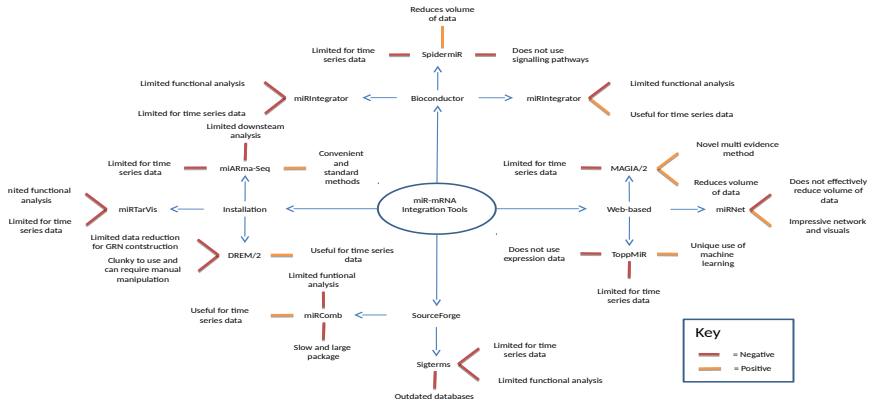 Reduces volume
of data
Limited for time
series data
SpidermiR
Does not use
signalling pathways
Limited functional analysis
Limited for time series data
miRIntegrator
Bioconductor
miRIntegrator
Limited functional analysis
Useful for time series data
Limited downsteam
analysis
Limited for time
series data
miARma-Seq
Convenient
and
standard
methods
Limited for time
series data
MAGIA/2
Novel multi evidence
method
Reduces volume
of data
nited functional
analysis
Limited for time
series data
miRTarVis
Installation
miR-mRNA
Integration Tools
Web-based
miRNet
Does not effectively
reduce volume of
data
Impressive network
and visuals
Limited data reduction
for GRN contstruction
Clunky to use and
can require manual
manipulation
DREM/2
Useful for time series
data
Does not use
expression data
ToppMiR
Unique use of
machine
learning
Limited for time
series data
Limited funtional
analysis
Useful for time
series data
miRComb
SourceForge
Slow and large
package
Sigterms
Limited for time
series data
Limited functional analysis
Outdated databases
Key
= Negative
= Positive